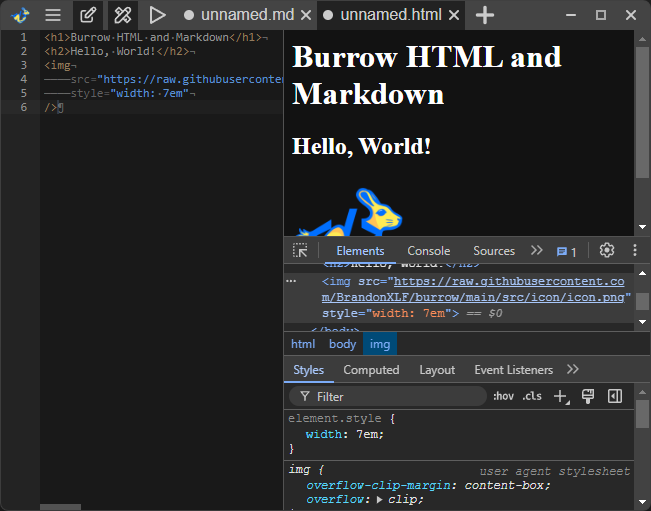 unnamed.md
unnamed.html
1 <h1>Burrow·HTML·and·Markdown</h1>¬
2 <h2>Hello,·World!</h2>¬
3 <img¬
4 ————src="https://raw.githubuserconten
5 ————style="width:·7em"¬
6 />¶
Burrow HTML and
Markdown
Hello, World!
Elements Console Sources 1
<h2>Hello, World!</h2>
··· <img src="https://raw.githubusercontent.co
m/BrandonXLF/burrow/main/src/icon/icon.png"
style="width: 7em"> == $0
</body>
html body img
Styles Computed Layout Event Listeners
Filter :hov .cls
element.style {
width: 7em;
}
img { user agent stylesheet
overflow-clip-margin: content-box;
overflow: ▶ clip;